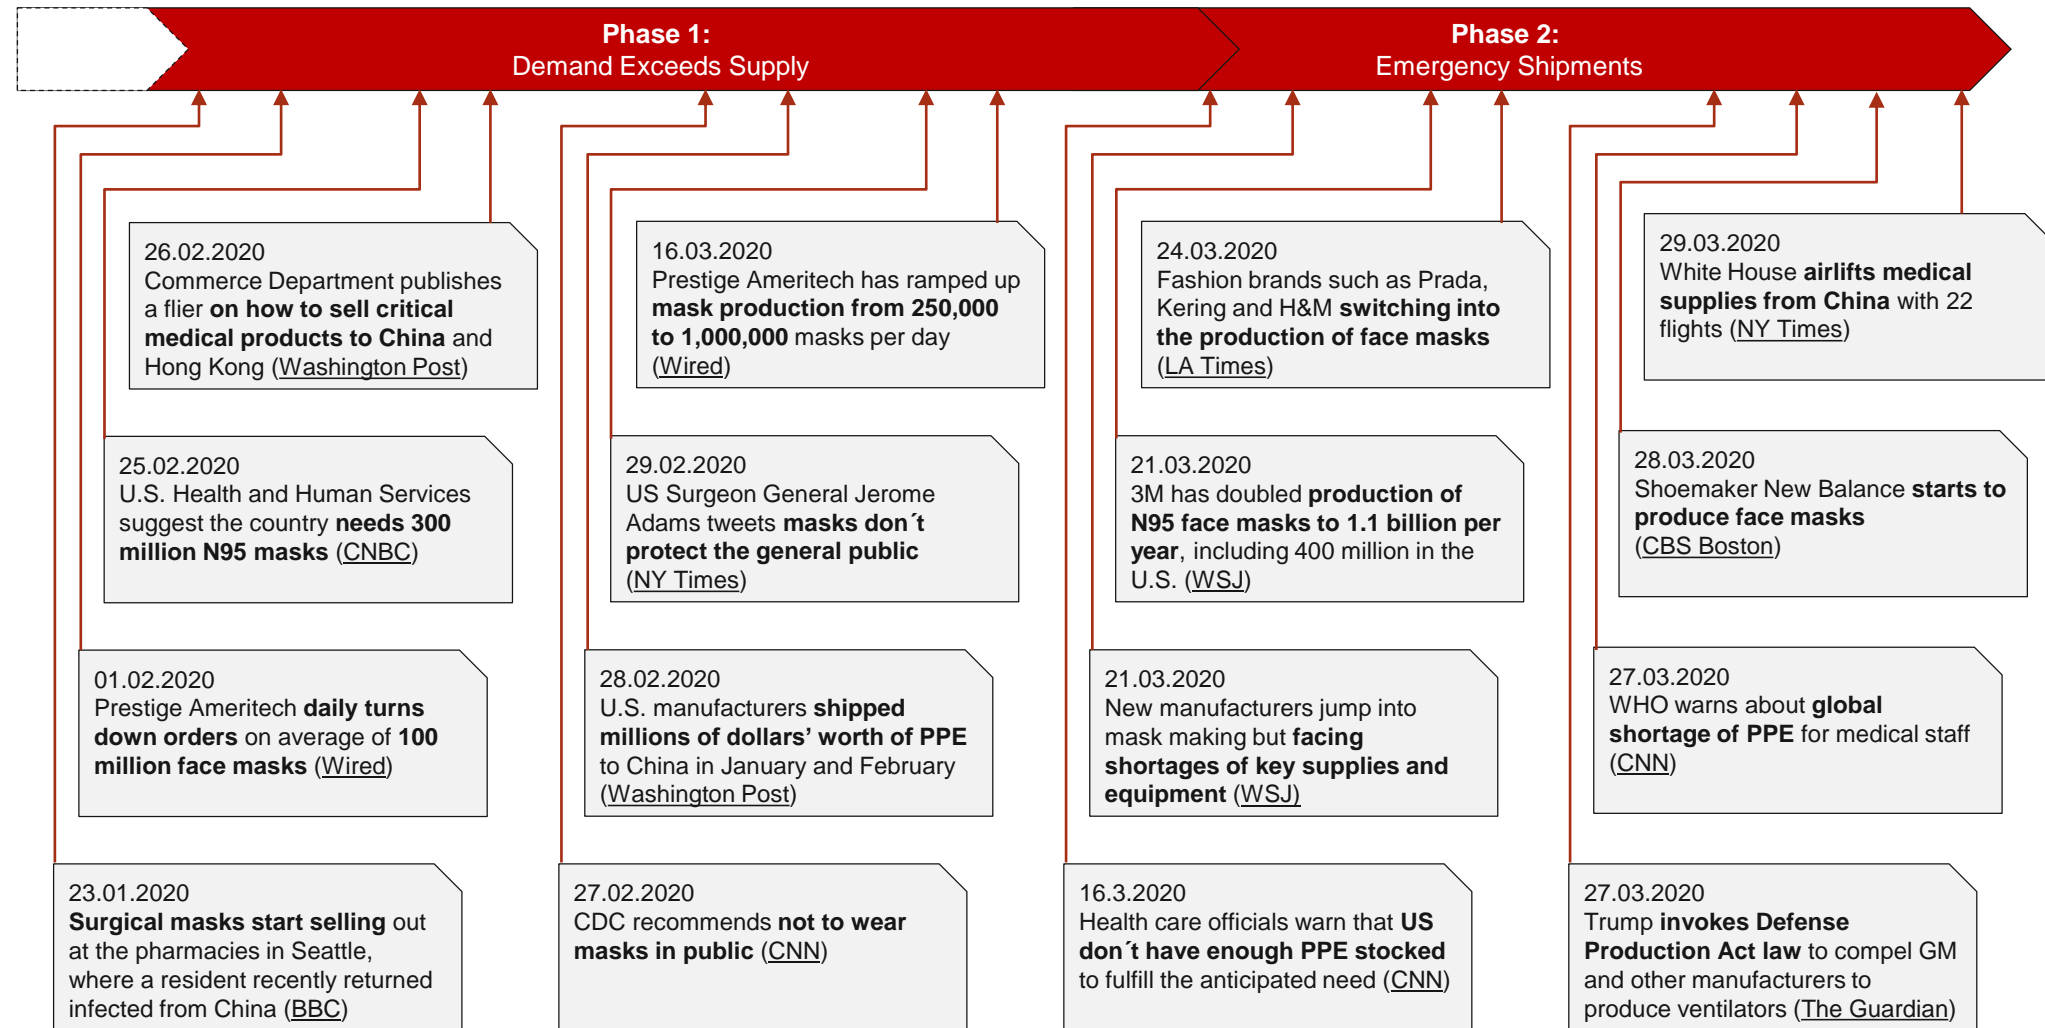 Phase 1:
Demand Exceeds Supply
Phase 2:
Emergency Shipments
26.02.2020
Commerce Department publishes
a flier on how to sell critical
medical products to China and
Hong Kong (Washington Post)
25.02.2020
U.S. Health and Human Services
suggest the country needs 300
million N95 masks (CNBC)
01.02.2020
Prestige Ameritech daily turns
down orders on average of 100
million face masks (Wired)
23.01.2020
Surgical masks start selling out
at the pharmacies in Seattle,
where a resident recently returned
infected from China (BBC)
16.03.2020
Prestige Ameritech has ramped up
mask production from 250,000
to 1,000,000 masks per day
(Wired)
29.02.2020
US Surgeon General Jerome
Adams tweets masks don´t
protect the general public
(NY Times)
28.02.2020
U.S. manufacturers shipped
millions of dollars’ worth of PPE
to China in January and February
(Washington Post)
27.02.2020
CDC recommends not to wear
masks in public (CNN)
24.03.2020
Fashion brands such as Prada,
Kering and H&M switching into
the production of face masks
(LA Times)
21.03.2020
3M has doubled production of
N95 face masks to 1.1 billion per
year, including 400 million in the
U.S. (WSJ)
21.03.2020
New manufacturers jump into
mask making but facing
shortages of key supplies and
equipment (WSJ)
16.3.2020
Health care officials warn that US
don´t have enough PPE stocked
to fulfill the anticipated need (CNN)
29.03.2020
White House airlifts medical
supplies from China with 22
flights (NY Times)
28.03.2020
Shoemaker New Balance starts to
produce face masks
(CBS Boston)
27.03.2020
WHO warns about global
shortage of PPE for medical staff
(CNN)
27.03.2020
Trump invokes Defense
Production Act law to compel GM
and other manufacturers to
produce ventilators (The Guardian)